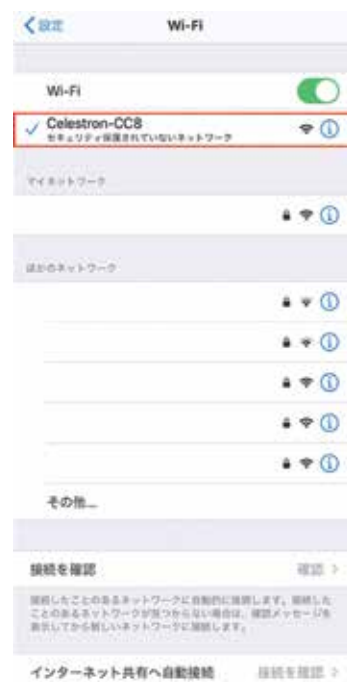 設定 Wi-Fi
Wi-Fi
Celestron-CC8
セキュリティ保護されていないネットワーク
マイネットワーク
ほかのネットワーク
その他...
接続を確認 確認
接続したことのあるネットワークに自動的に接続します。接続した
ことのあるネットワークが見つからない場合は、確認メッセージを
表示してから新しいネットワークに接続します。
インターネット共有へ自動接続 接続を確認